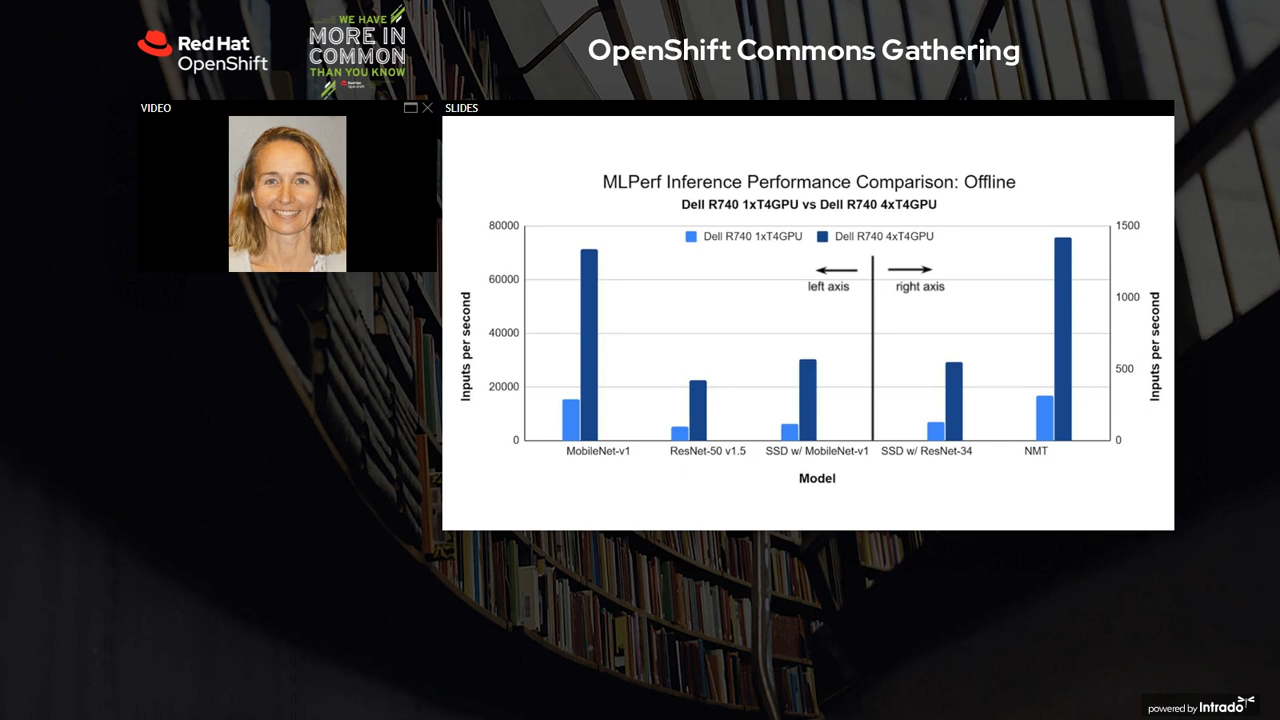 Red Hat
OpenShift
WE HAVE
MORE IN
COMMON
THAN YOU KNOW
OpenShift Commons Gathering
VIDEO
SLIDES
MLPerf Inference Performance Comparison: Offline
Dell R740 1xT4GPU vs Dell R740 4xT4GPU
Dell R740 1xT4GPU
Dell R740 4xT4GPU
left axis
right axis
Inputs per second
80000
60000
40000
20000
0
1500
1000
500
0
Inputs per second
MobileNet-v1
ResNet-50 v1.5
SSD w/ MobileNet-v1
SSD w/ ResNet-34
NMT
Model
powered by Intrado